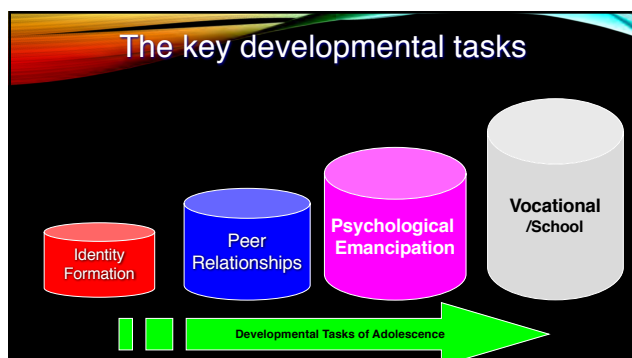 The key developmental tasks
Identity
Formation
Peer
Relationships
Psychological
Emancipation
Vocational
/School
Developmental Tasks of Adolescence